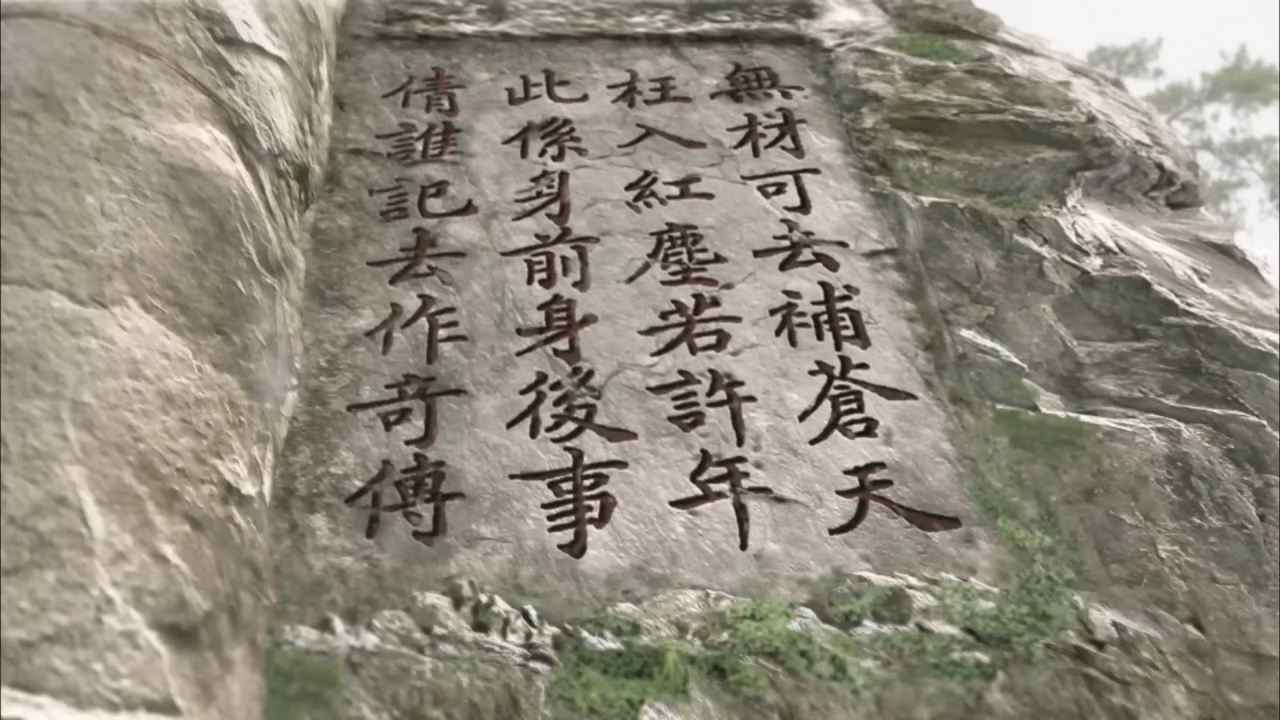 無材可去補蒼天
枉入紅塵若許年
此係身前身後事
倩誰記去作奇傳